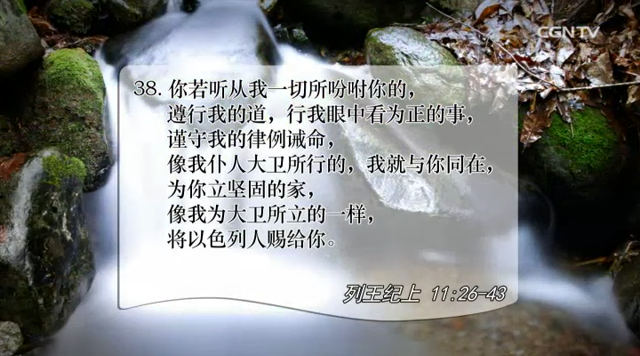 CGNTV
38. 你若听从我一切所吩咐你的，
遵行我的道，行我眼中看为正的事，
谨守我的律例诫命，
像我仆人大卫所行的，我就与你同在，
为你立坚固的家，
像我为大卫所立的一样，
将以色列人赐给你。
列王纪上 11:26-43